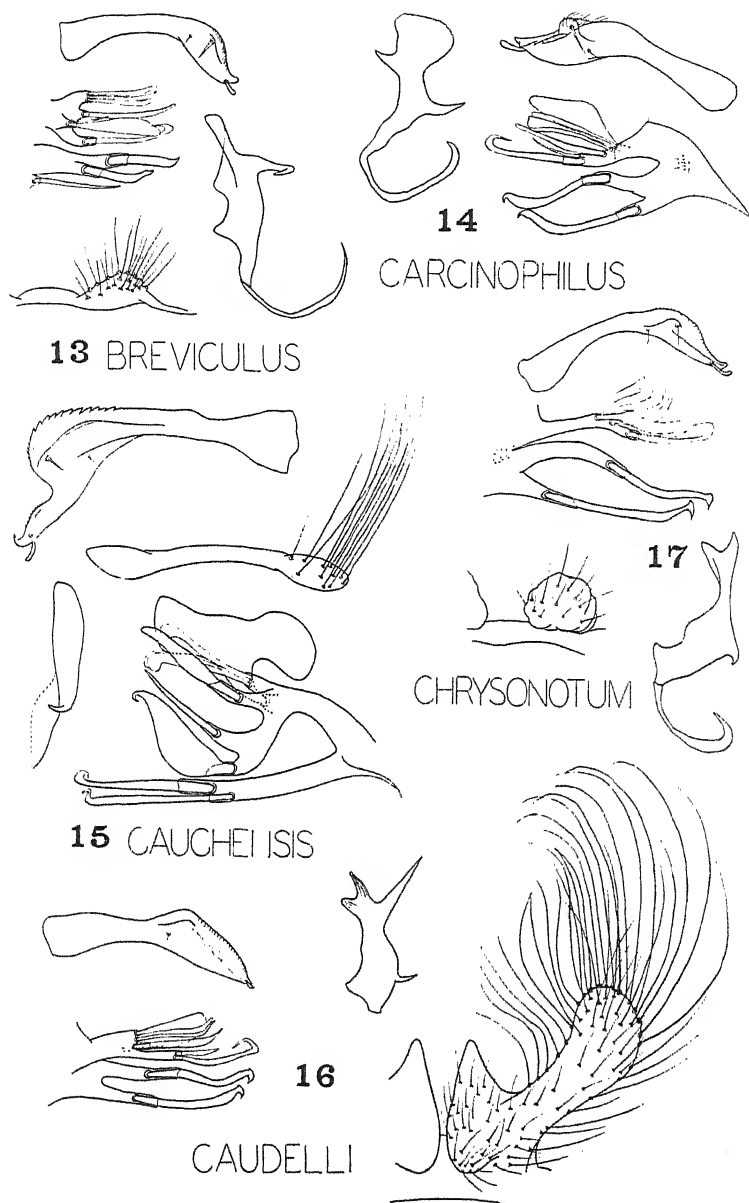 14
CARCINOPHILUS
13 BREVICULUS
17
CHRYSONOTUM
15 CAUCHEI ISIS
16
CAUDELLI